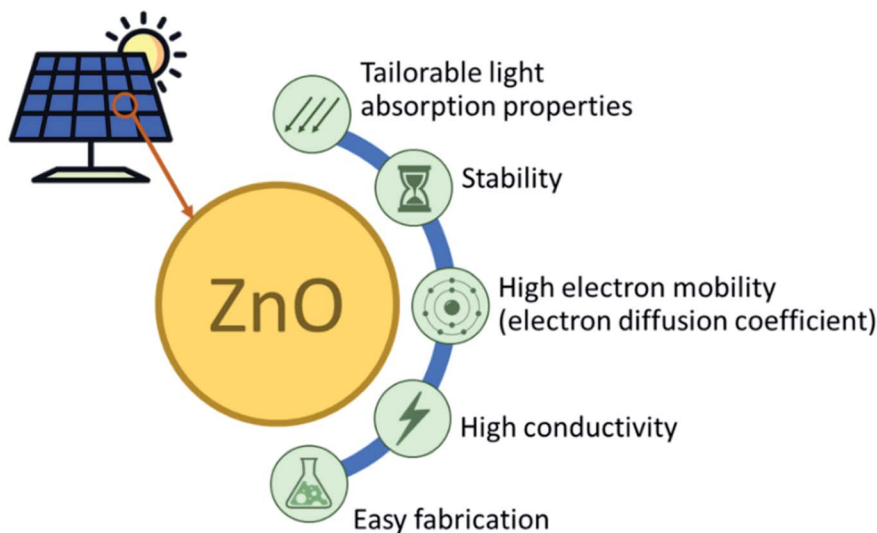 Tailorable light
absorption properties
Stability
ZnO
High electron mobility
(electron diffusion coefficient)
High conductivity
Easy fabrication